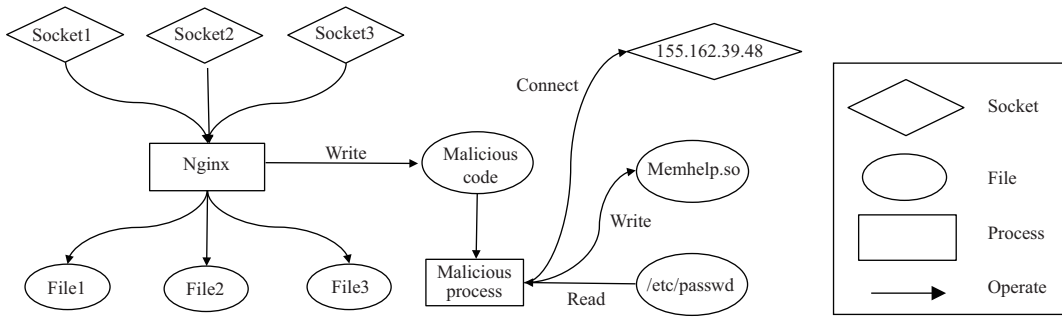 Socket1
Socket2
Socket3
155.162.39.48
Connect
Nginx
Write
Malicious
code
Memhelp.so
Write
File1
File2
File3
Malicious
process
Read
/etc/passwd
Socket
File
Process
Operate